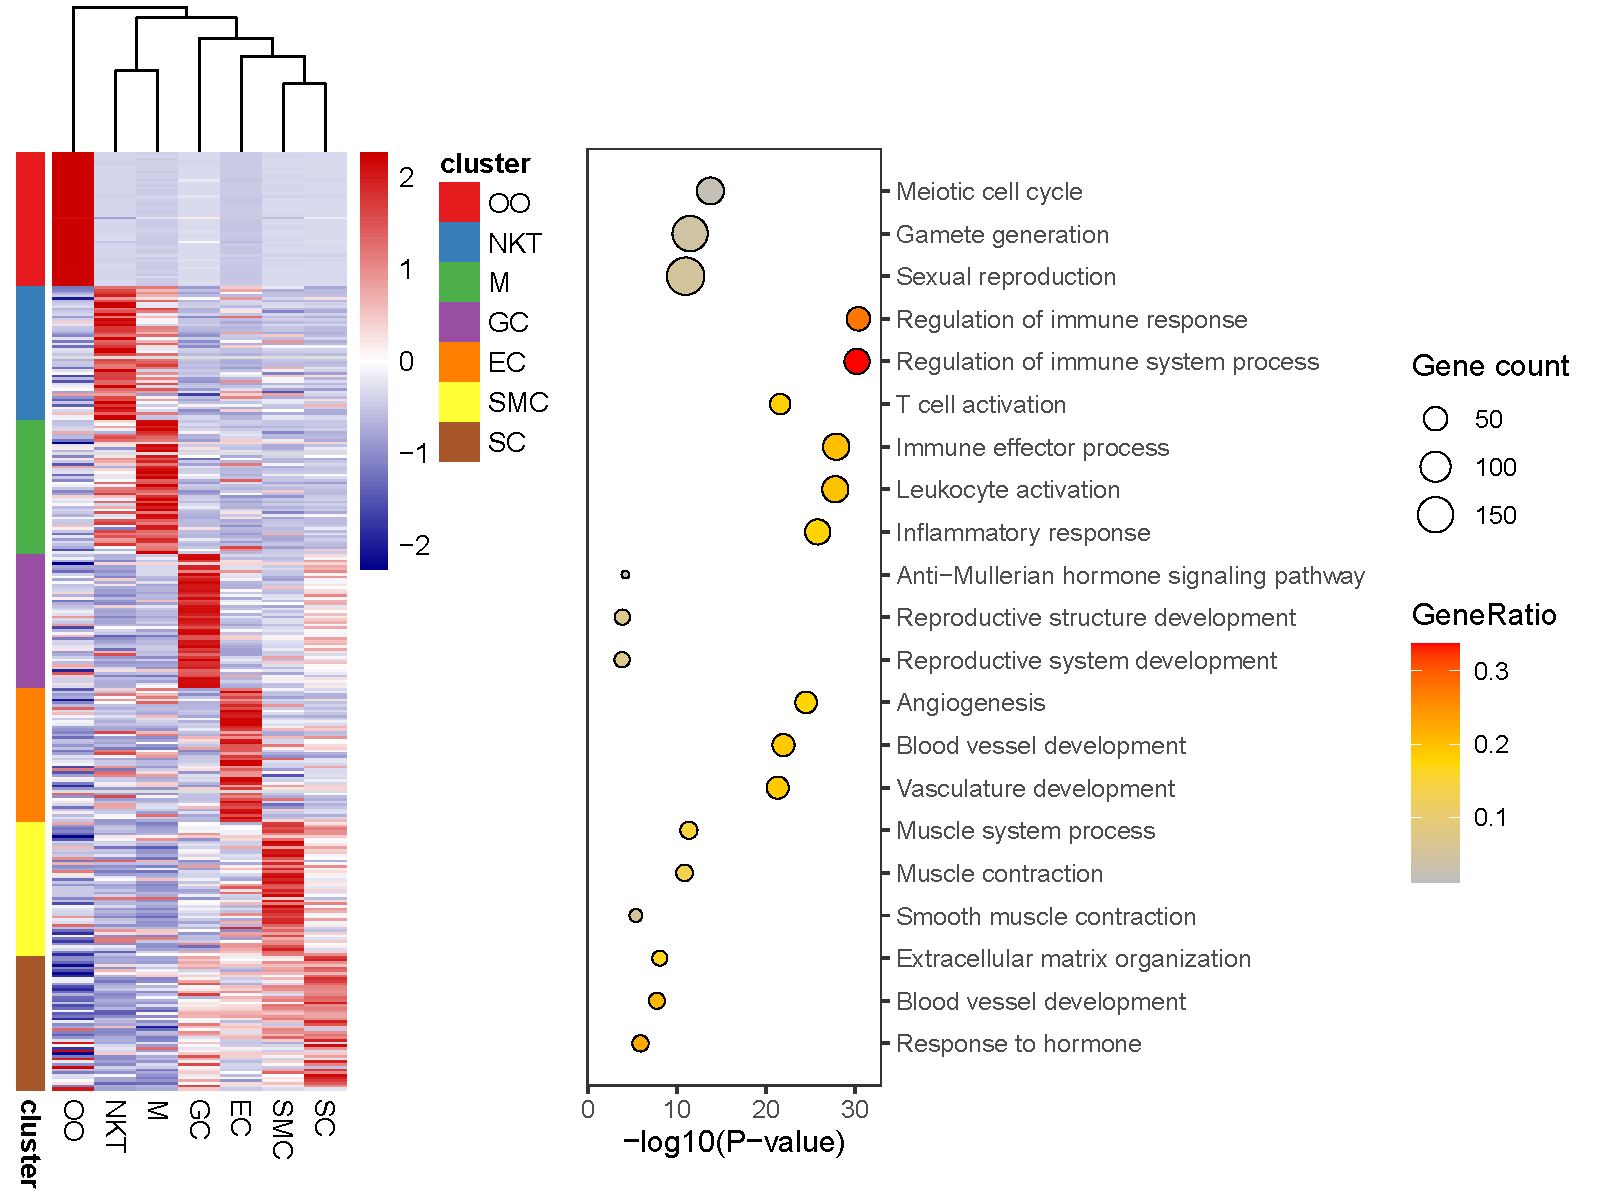 2
1
0
−1
−2
cluster
OO
NKT
M
GC
EC
SMC
SC
cluster
OO
NKT
M
GC
EC
SMC
SC
Meiotic cell cycle
Gamete generation
Sexual reproduction
Regulation of immune response
Regulation of immune system process
T cell activation
Immune effector process
Leukocyte activation
Inflammatory response
Anti−Mullerian hormone signaling pathway
Reproductive structure development
Reproductive system development
Angiogenesis
Blood vessel development
Vasculature development
Muscle system process
Muscle contraction
Smooth muscle contraction
Extracellular matrix organization
Blood vessel development
Response to hormone
0 10 20 30
−log10(P−value)
Gene count
50
100
150
GeneRatio
0.3
0.2
0.1